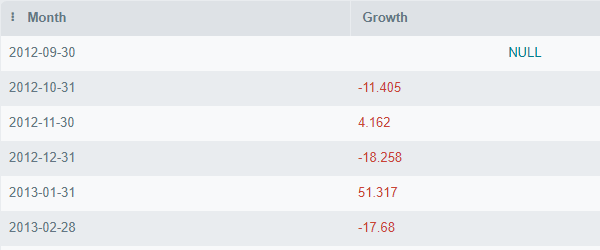 Month Growth
2012-09-30 NULL
2012-10-31 -11.405
2012-11-30 4.162
2012-12-31 -18.258
2013-01-31 51.317
2013-02-28 -17.68